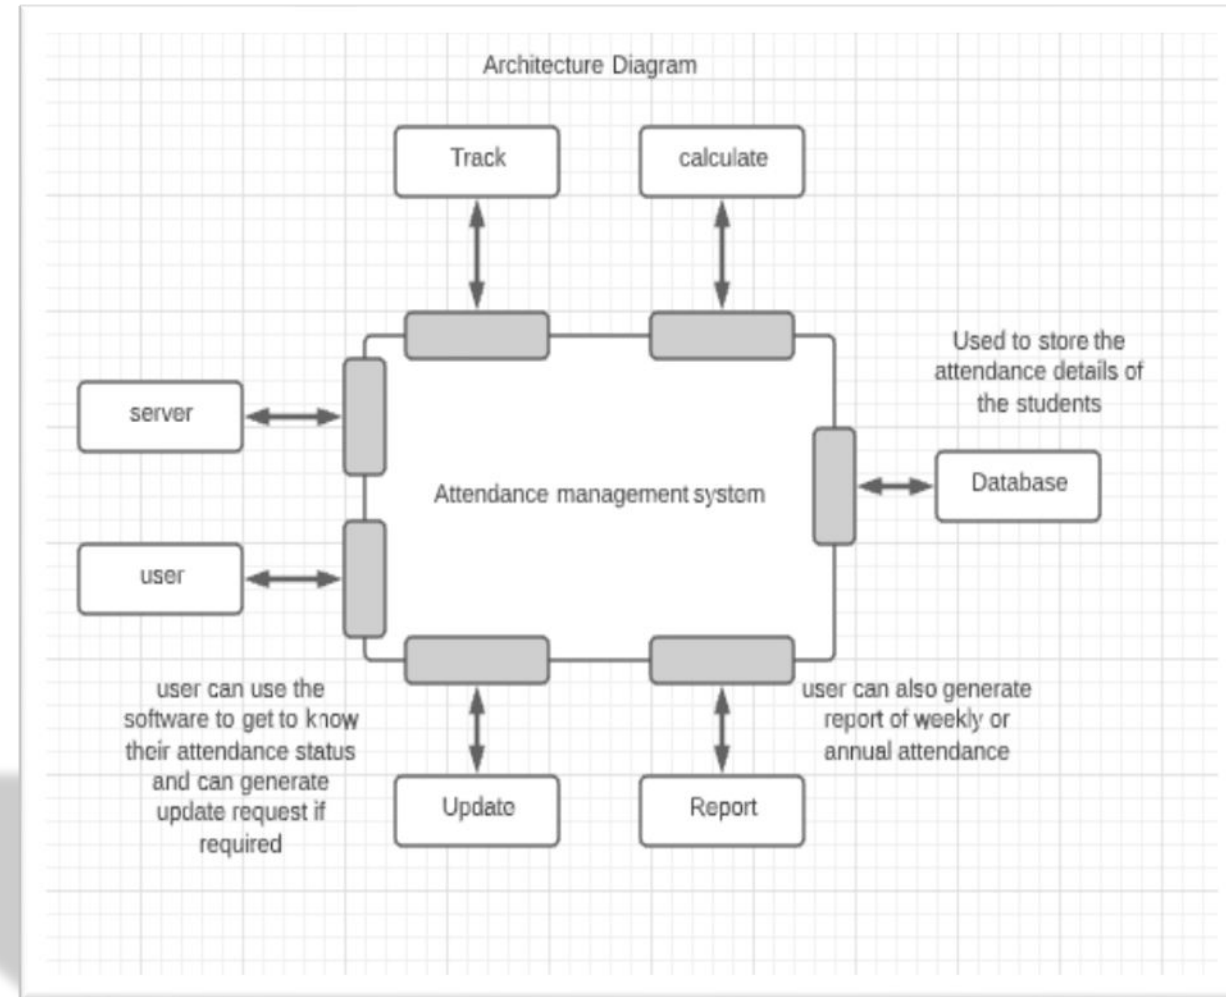 Architecture Diagram
Track
calculate
Used to store the
attendance details of
the students
server
Attendance management system
Database
user
user can use the
software to get to know
their attendance status
and can generate
update request if
required
user can also generate
report of weekly or
annual attendance
Update
Report